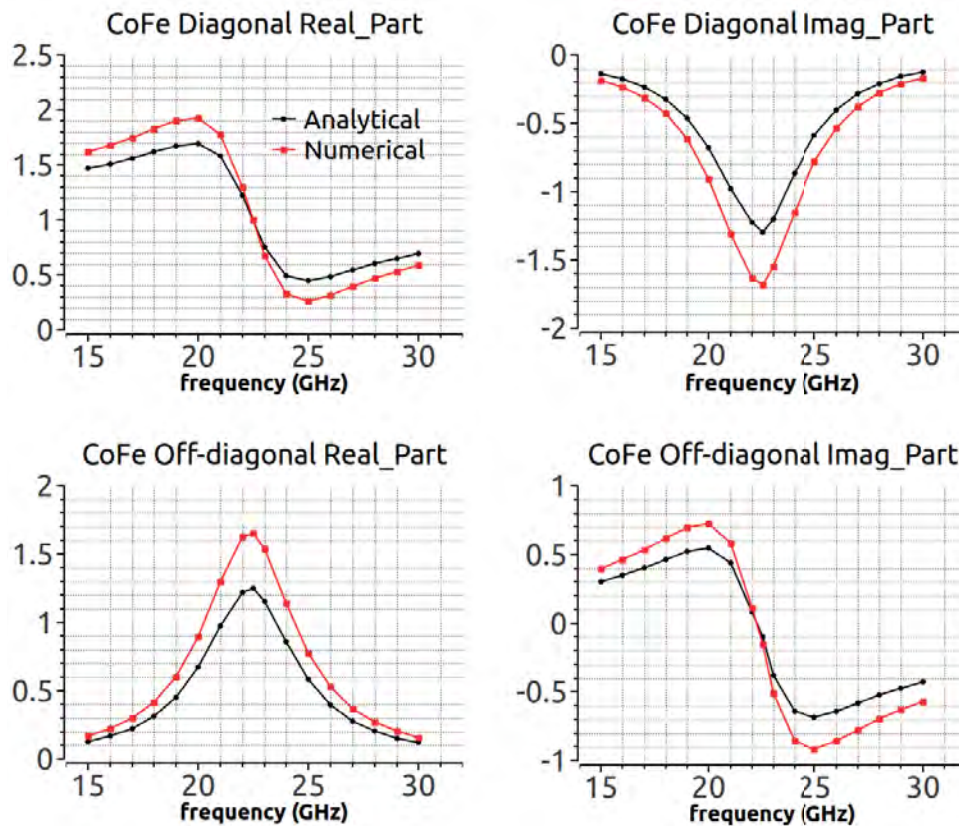 CoFe Diagonal Real_Part
2.5
2
1.5
1
0.5
0
Analytical
Numerical
15 20 25 30
frequency (GHz)
CoFe Diagonal Imag_Part
0
-0.5
-1
-1.5
-2
15 20 25 30
frequency (GHz)
CoFe Off-diagonal Real_Part
2
1.5
1
0.5
0
15 20 25 30
frequency (GHz)
CoFe Off-diagonal Imag_Part
1
0.5
0
-0.5
-1
15 20 25 30
frequency (GHz)